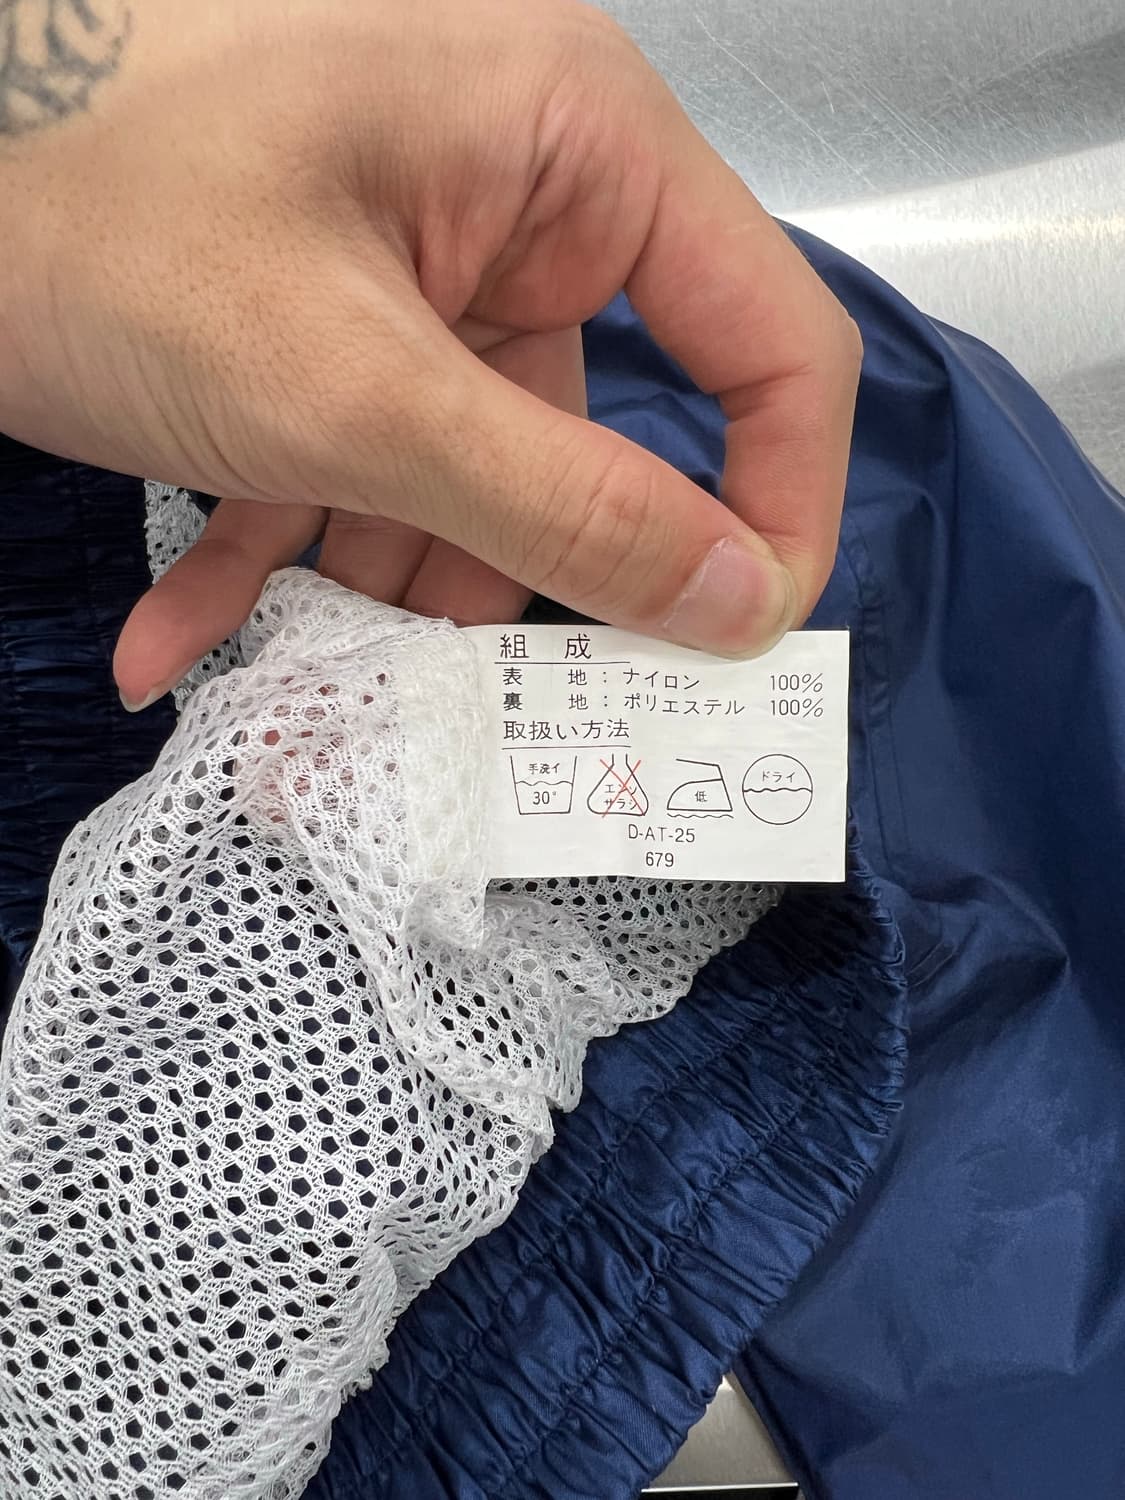 組 成
表 地 : ナイロン 100%
裏 地 : ポリエステル 100%
取扱い方法
手洗イ
30°
エンソ
サラシ
低
ドライ
D-AT-25
679